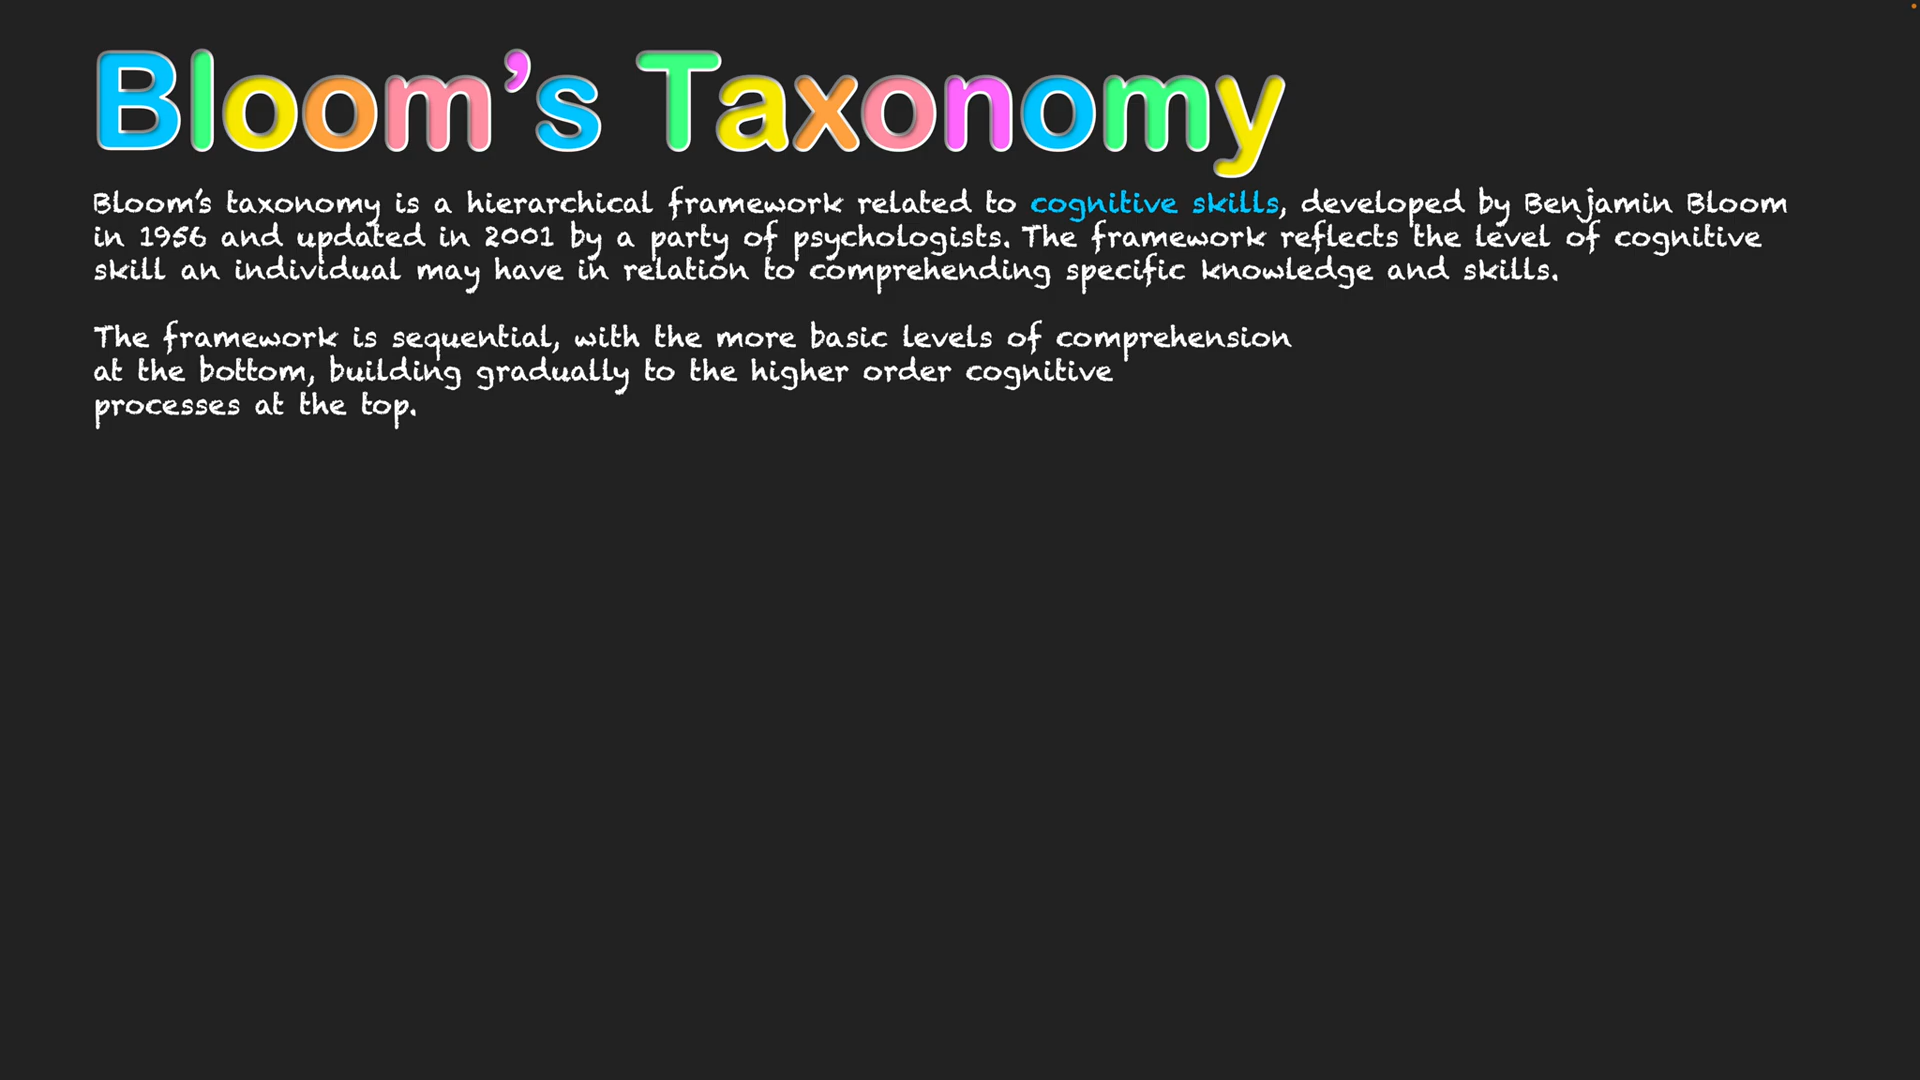 Bloom’s Taxonomy
Bloom’s taxonomy is a hierarchical framework related to cognitive skills, developed by Benjamin Bloom
in 1956 and updated in 2001 by a party of psychologists. The framework reflects the level of cognitive
skill an individual may have in relation to comprehending specific knowledge and skills.
The framework is sequential, with the more basic levels of comprehension
at the bottom, building gradually to the higher order cognitive
processes at the top.